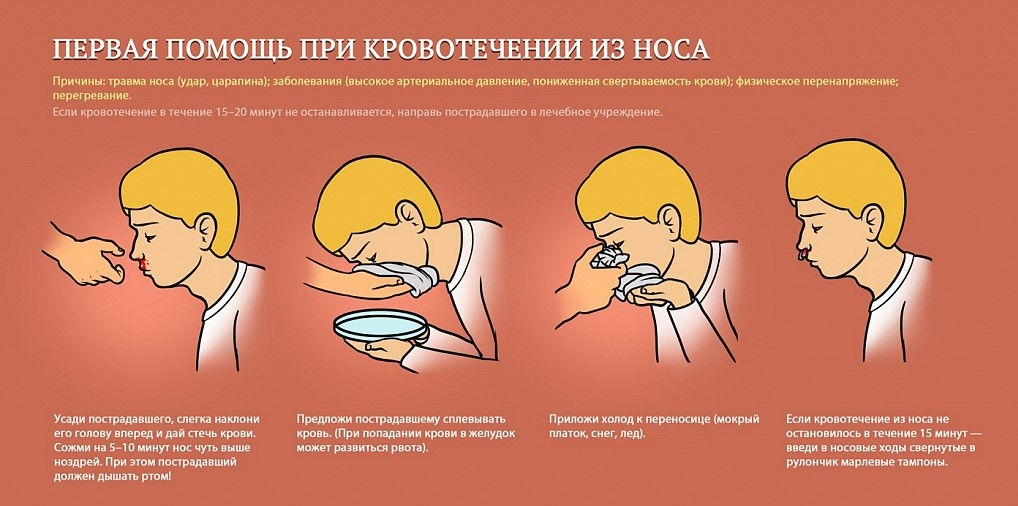 ПЕРВАЯ ПОМОЩЬ ПРИ КРОВОТЕЧЕНИИ ИЗ НОСА
Причины: травма носа (удар, царапина); заболевания (высокое артериальное давление, пониженная свертываемость крови); физическое перенапряжение;
перегревание.
Если кровотечение в течение 15–20 минут не останавливается, направь пострадавшего в лечебное учреждение.
Усади пострадавшего, слегка наклони
его голову вперед и дай стечь крови.
Сожми на 5–10 минут нос чуть выше
ноздрей. При этом пострадавший
должен дышать ртом!
Предложи пострадавшему сплевывать
кровь. (При попадании крови в желудок
может развиться рвота).
Приложи холод к переносице (мокрый
платок, снег, лед).
Если кровотечение из носа не
остановилось в течение 15 минут —
введи в носовые ходы свернутые в
рулончик марлевые тампоны.